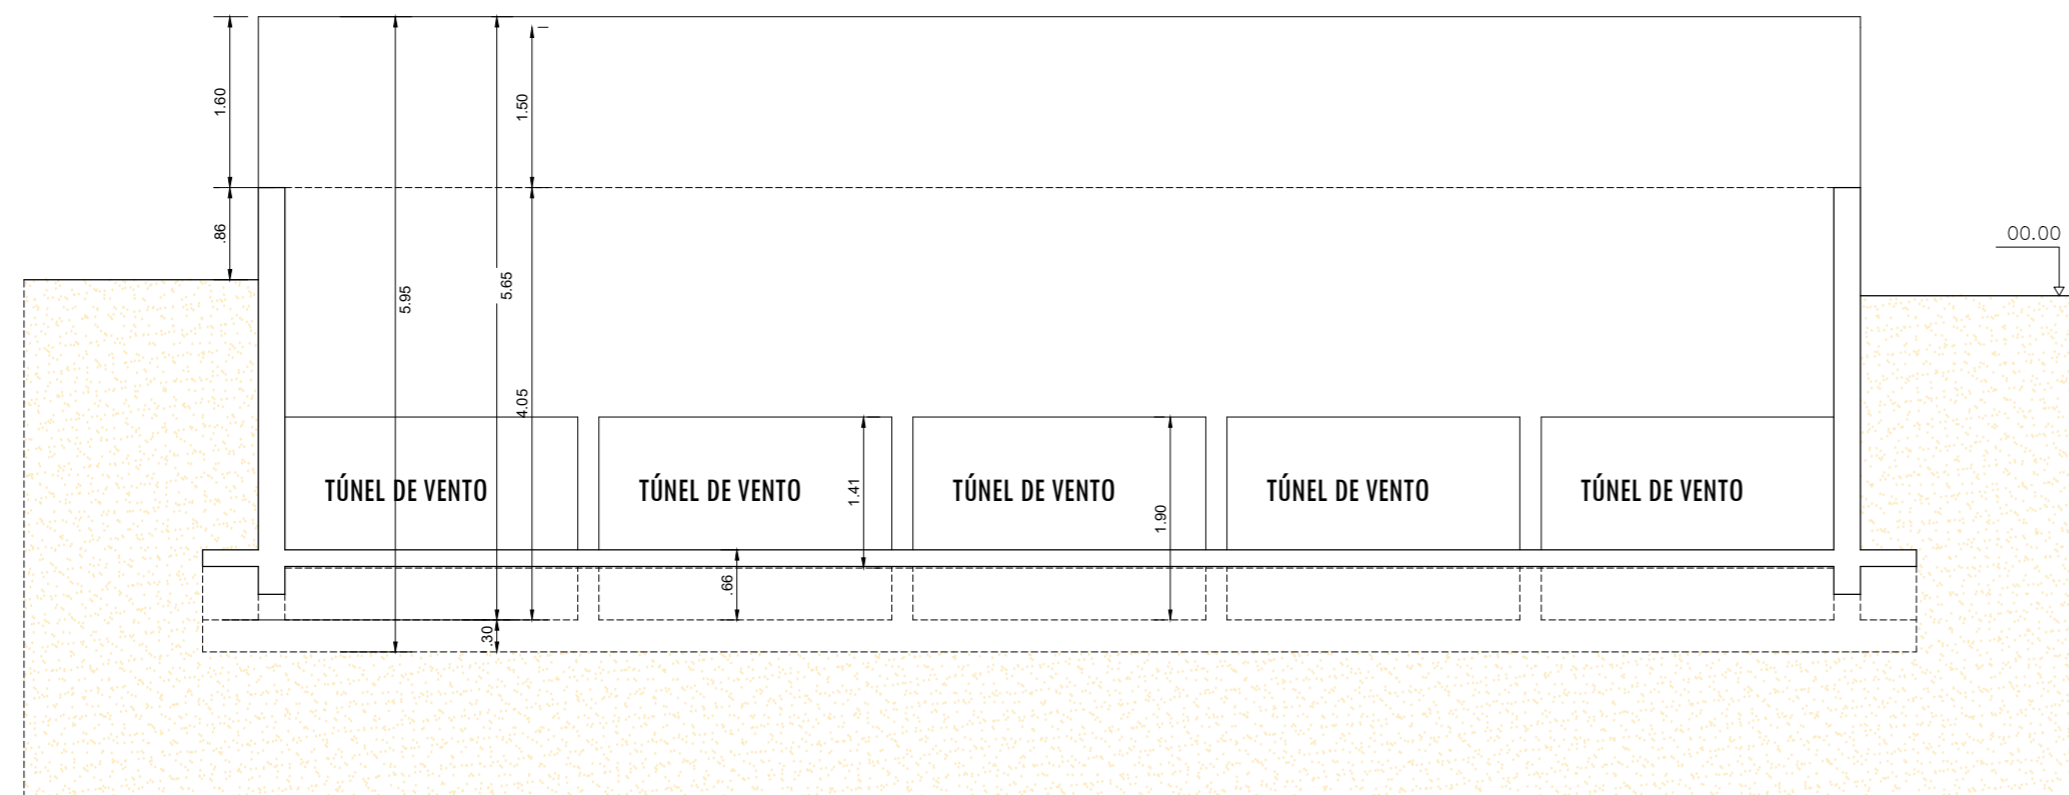 1.60
1.50
.86
00.00
5.95
5.65
4.05
TÚNEL DE VENTO
TÚNEL DE VENTO
TÚNEL DE VENTO
TÚNEL DE VENTO
TÚNEL DE VENTO
1.41
1.90
.66
.30